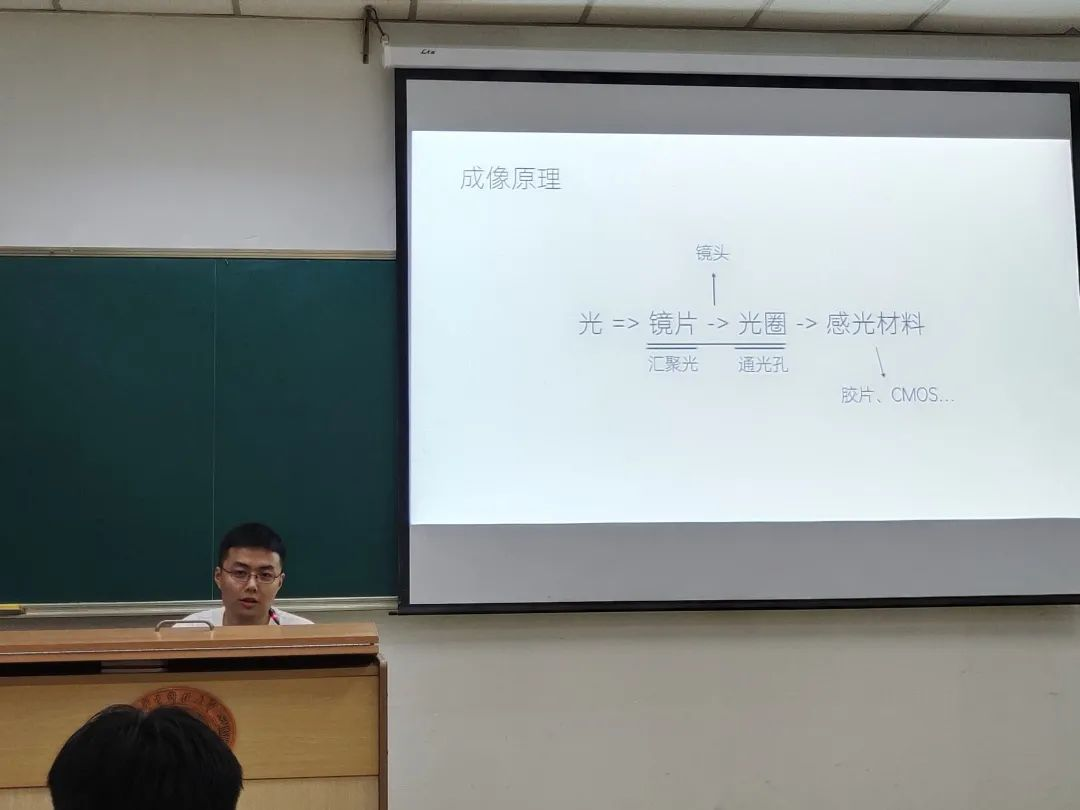 成像原理
镜头
光 => 镜片 -> 光圈 -> 感光材料
汇聚光 通光孔
胶片、CMOS...